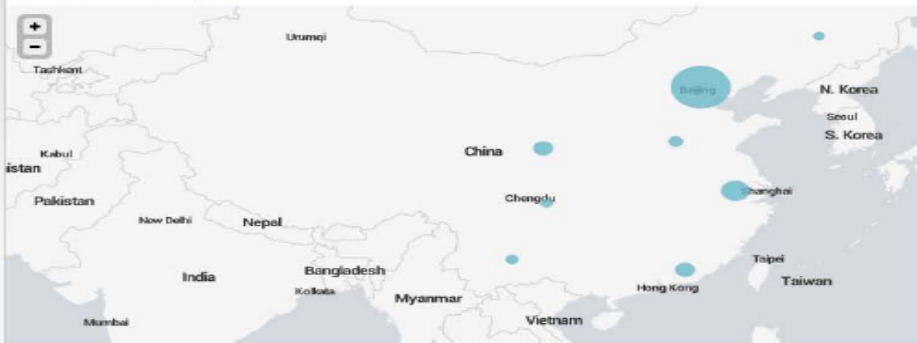 +
−
Urumqi
Tashkent
Beijing
N. Korea
Seoul
S. Korea
Kabul
istan
China
Pakistan
Chengdu
Shanghai
New Delhi
Nepal
Bangladesh
India
Kolkata
Myanmar
Hong Kong
Taipei
Taiwan
Mumbai
Vietnam